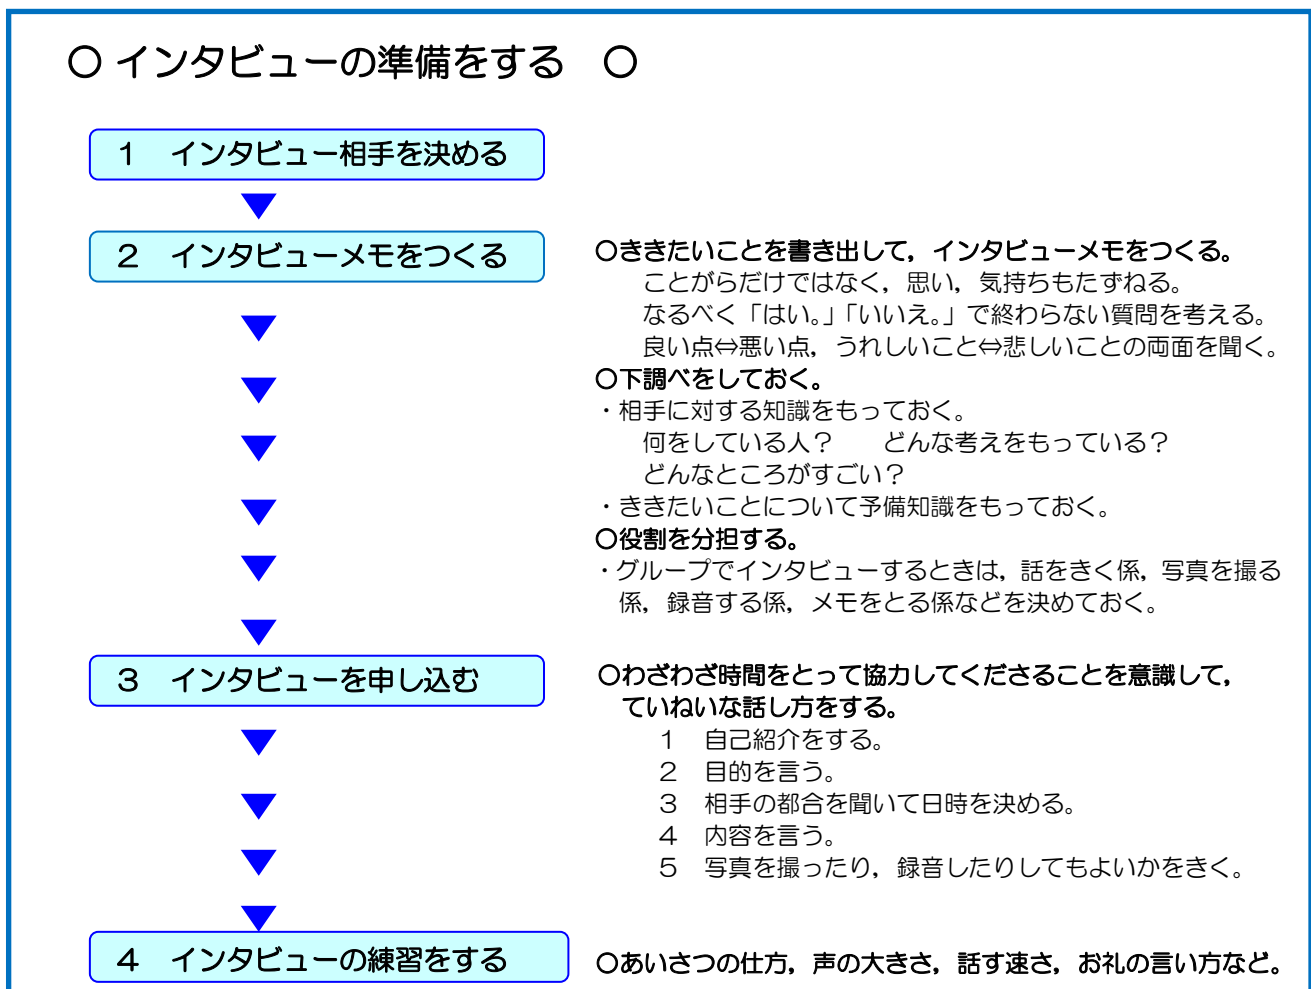 〇 インタビューの準備をする　〇
１　インタビュー相手を決める
２　インタビューメモをつくる
〇ききたいことを書き出して，インタビューメモをつくる。
ことがらだけではなく，思い，気持ちもたずねる。
なるべく「はい。」「いいえ。」で終わらない質問を考える。
良い点⇔悪い点，うれしいこと⇔悲しいことの両面を聞く。
〇下調べをしておく。
・相手に対する知識をもっておく。
何をしている人？　　どんな考えをもっている？
どんなところがすごい？
・ききたいことについて予備知識をもっておく。
〇役割を分担する。
・グループでインタビューするときは，話をきく係，写真を撮る
係，録音する係，メモをとる係などを決めておく。
３　インタビューを申し込む
〇わざわざ時間をとって協力してくださることを意識して，
ていねいな話し方をする。
１　自己紹介をする。
２　目的を言う。
３　相手の都合を聞いて日時を決める。
４　内容を言う。
５　写真を撮ったり，録音したりしてもよいかをきく。
４　インタビューの練習をする
〇あいさつの仕方，声の大きさ，話す速さ，お礼の言い方など。